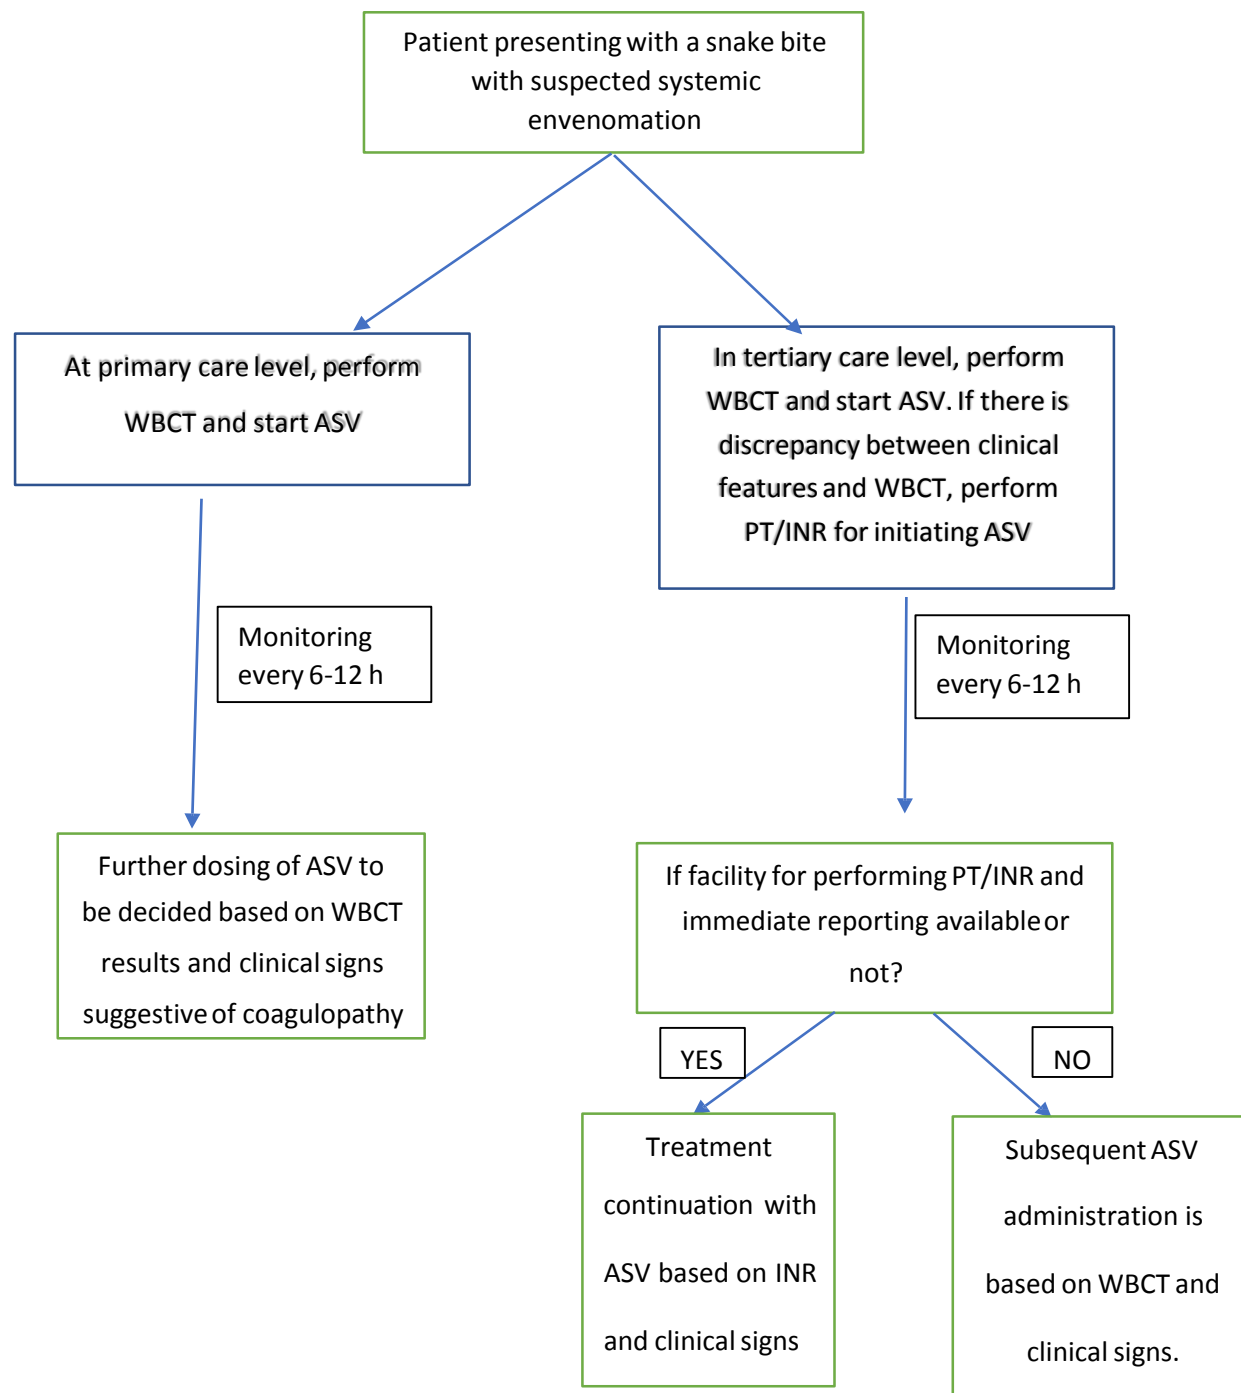 Patient presenting with a snake bite
with suspected systemic
envenomation
At primary care level, perform
WBCT and start ASV
In tertiary care level, perform
WBCT and start ASV. If there is
discrepancy between clinical
features and WBCT, perform
PT/INR for initiating ASV
Monitoring
every 6-12 h
Monitoring
every 6-12 h
Further dosing of ASV to
be decided based on WBCT
results and clinical signs
suggestive of coagulopathy
If facility for performing PT/INR and
immediate reporting available or
not?
YES
NO
Treatment
continuation with
ASV based on INR
and clinical signs
Subsequent ASV
administration is
based on WBCT and
clinical signs.